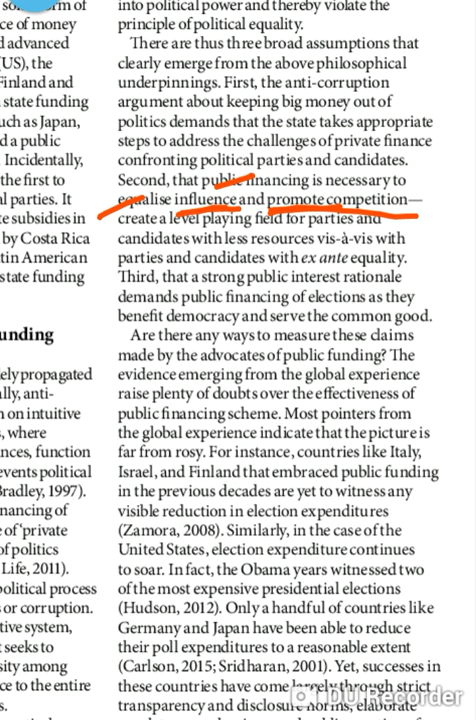 so
rm of
ce of money
d advanced
(US), the
Finland and
state funding
uch as Japan,
d a public
. Incidentally,
the first to
al parties. It
te subsidies in
by Costa Rica
tin American
state funding
unding
ely propagated
lly, anti-
n on intuitive
s, where
nces, function
events political
Bradley, 1997).
nancing of
e of ‘private
of politics
Life, 2011).
political process
s or corruption.
tive system,
t seeks to
sity among
ce to the entire
s.
into political power and thereby violate the
principle of political equality.
There are thus three broad assumptions that
clearly emerge from the above philosophical
underpinnings. First, the anti-corruption
argument about keeping big money out of
politics demands that the state takes appropriate
steps to address the challenges of private finance
confronting political parties and candidates.
Second, that public financing is necessary to
equalise influence and promote competition—
create a level playing field for parties and
candidates with less resources vis-à-vis with
parties and candidates with ex ante equality.
Third, that a strong public interest rationale
demands public financing of elections as they
benefit democracy and serve the common good.
Are there any ways to measure these claims
made by the advocates of public funding? The
evidence emerging from the global experience
raise plenty of doubts over the effectiveness of
public financing scheme. Most pointers from
the global experience indicate that the picture is
far from rosy. For instance, countries like Italy,
Israel, and Finland that embraced public funding
in the previous decades are yet to witness any
visible reduction in election expenditures
(Zamora, 2008). Similarly, in the case of the
United States, election expenditure continues
to soar. In fact, the Obama years witnessed two
of the most expensive presidential elections
(Hudson, 2012). Only a handful of countries like
Germany and Japan have been able to reduce
their poll expenditures to a reasonable extent
(Carlson, 2015; Sridharan, 2001). Yet, successes in
these countries have come largely through strict
transparency and disclosure norms, elaborate
DU Recorder